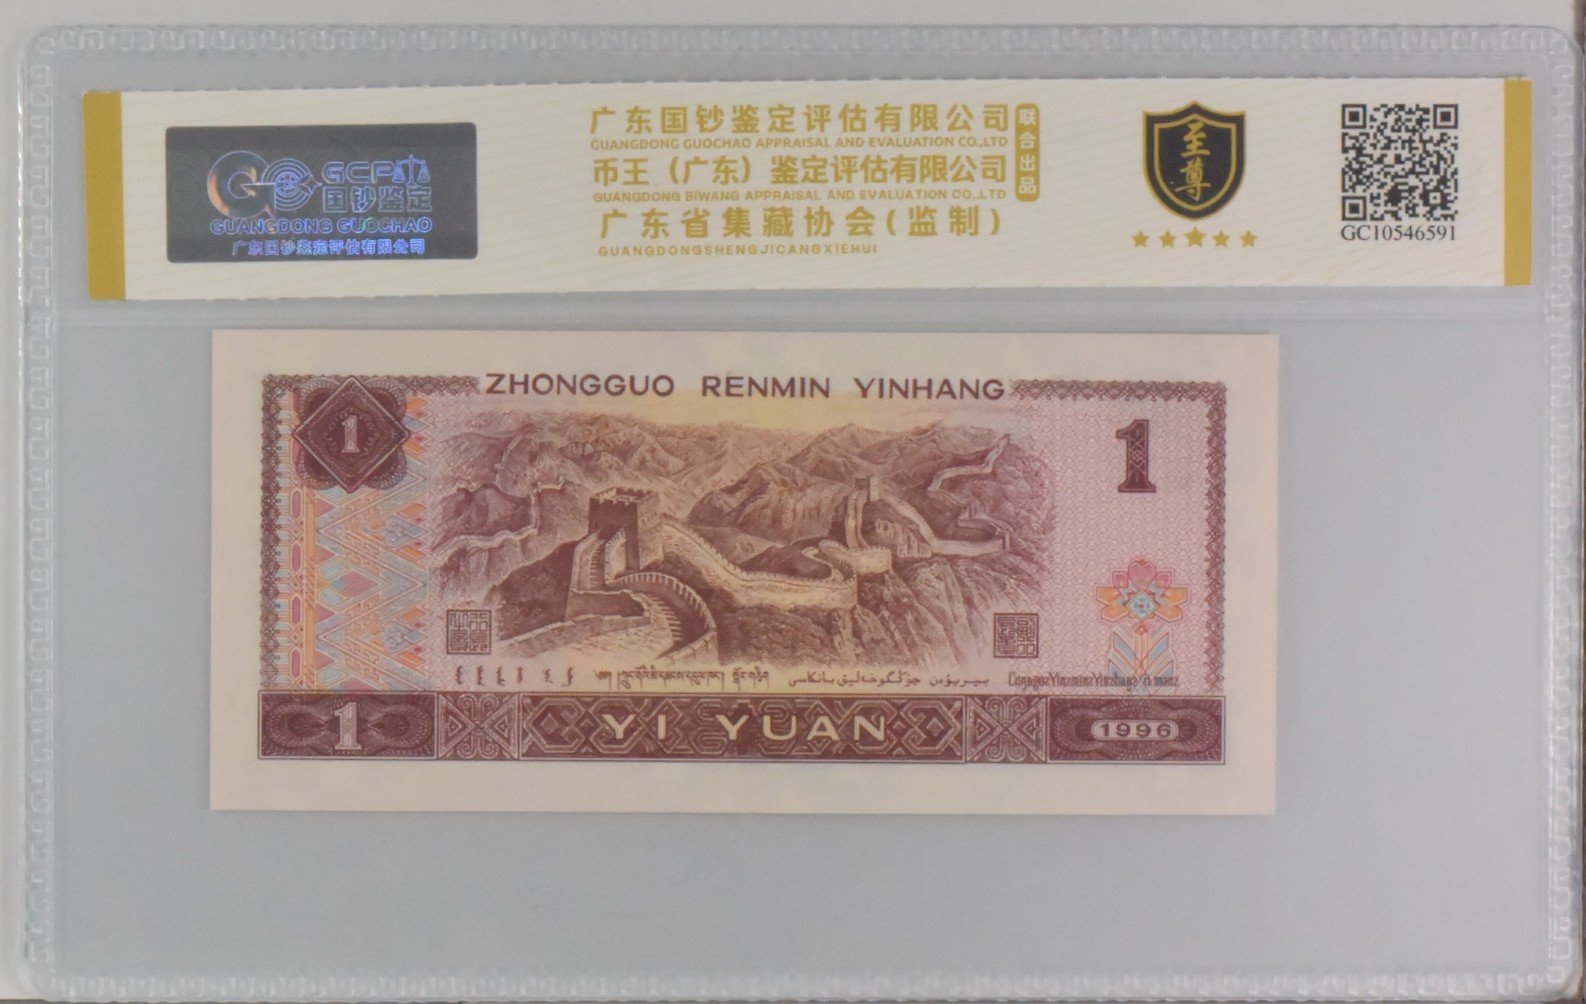 广东国钞鉴定评估有限公司
GUANGDONG GUOCHAO APPRAISAL AND EVALUATION CO.,LTD
币王（广东）鉴定评估有限公司
GUANGDONG BIWANG APPRAISAL AND EVALUATION CO.,LTD
联合出品
广东省集藏协会(监制)
GUANGDONGSHENGJICANGXIEHUI
GCP
国钞鉴定
GUANGDONG GUOCHAO
广东国钞鉴定评估有限公司
至尊
GC10546591
ZHONGGUO RENMIN YINHANG
1
1
1
YI YUAN
1996